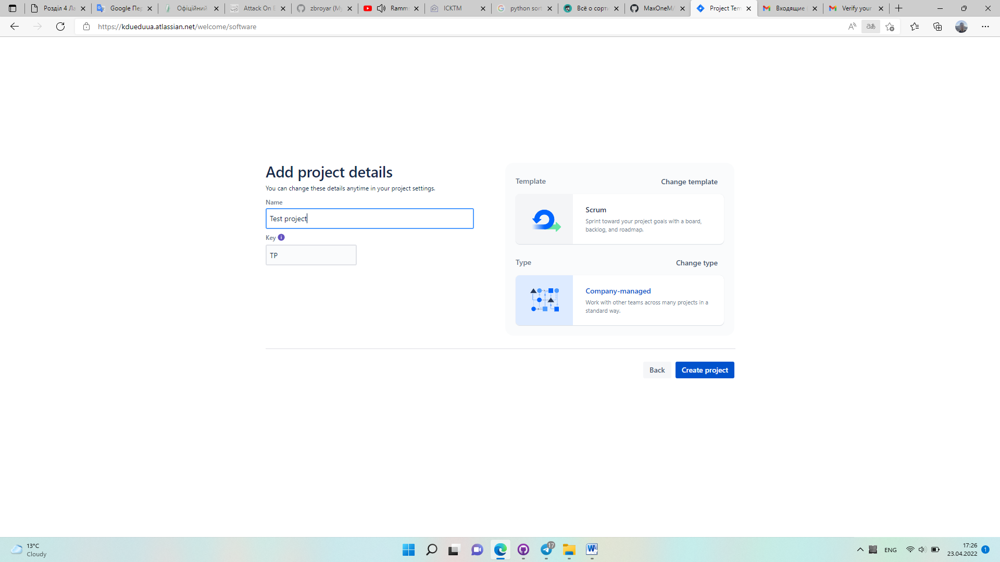 Розділ 4 Ла
Google Пер
Офіційний
Attack On
zbroyar (My
Ramm
ІСКТМ
python sort
Всё о сорт
MaxOneM/
Project Tem
Входящие
Verify your
https://kdueduua.atlassian.net/welcome/software
Add project details
You can change these details anytime in your project settings.
Name
Test project
Key
TP
Template
Change template
Scrum
Sprint toward your project goals with a board,
backlog, and roadmap.
Type
Change type
Company-managed
Work with other teams across many projects in a
standard way.
Back
Create project
13°C
Cloudy
17
ENG
17:26
23.04.2022
1